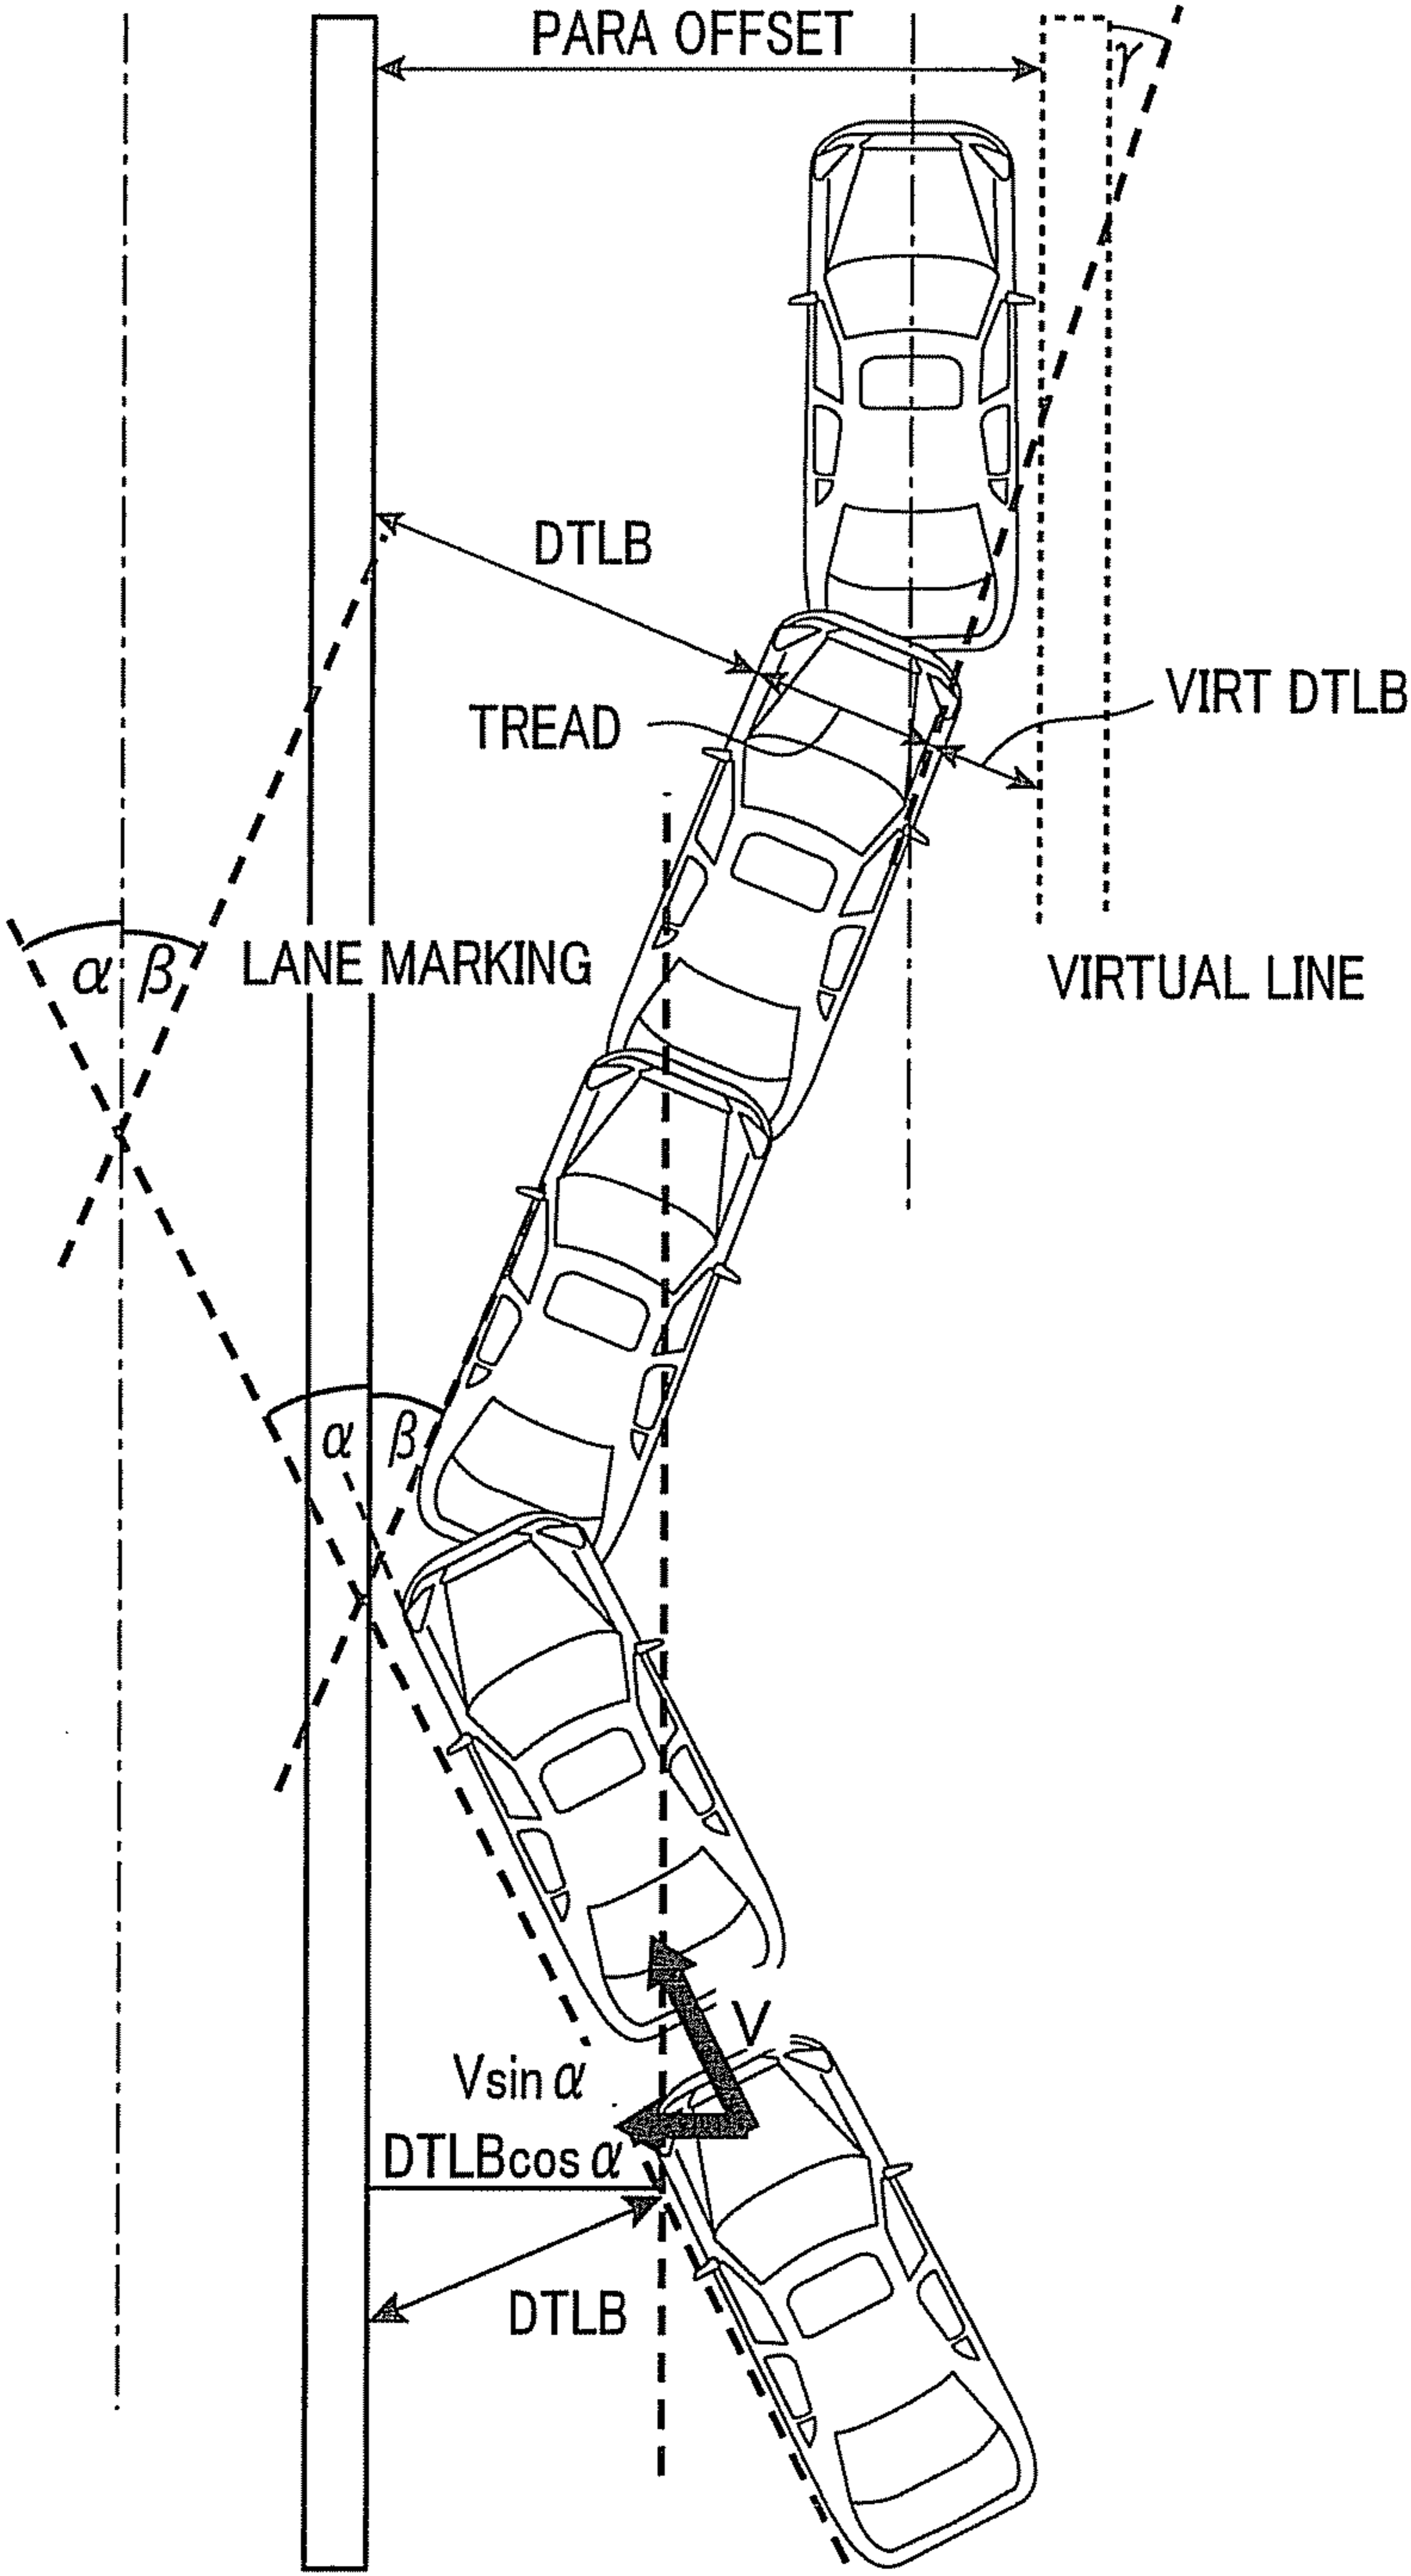 PARA OFFSET
γ
DTLB
VIRT DTLB
TREAD
α β
LANE MARKING
VIRTUAL LINE
α β
V
Vsin α
DTLBcos α
DTLB